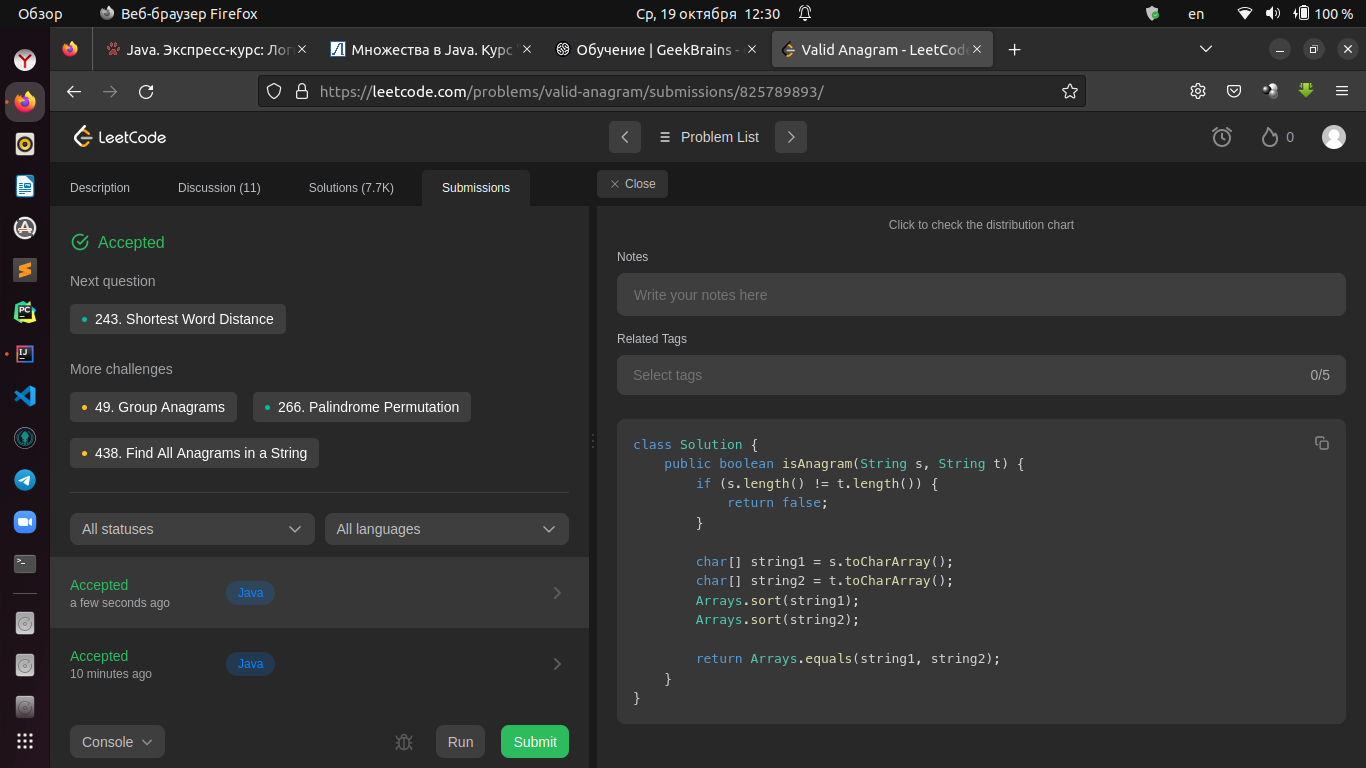 Обзор
Веб-браузер Firefox
Ср, 19 октября 12:30
en
100 %
Java. Экспресс-курс: Лог
Множества в Java. Курс "
Обучение | GeekBrains -
Valid Anagram - LeetCode
https://leetcode.com/problems/valid-anagram/submissions/825789893/
LeetCode
Problem List
0
Description
Discussion (11)
Solutions (7.7K)
Submissions
Close
Accepted
Next question
243. Shortest Word Distance
More challenges
49. Group Anagrams
266. Palindrome Permutation
438. Find All Anagrams in a String
All statuses
All languages
Accepted
a few seconds ago
Java
Accepted
10 minutes ago
Java
Console
Run
Submit
Click to check the distribution chart
Notes
Write your notes here
Related Tags
Select tags
0/5
class Solution {
    public boolean isAnagram(String s, String t) {
        if (s.length() != t.length()) {
            return false;
        }

        char[] string1 = s.toCharArray();
        char[] string2 = t.toCharArray();
        Arrays.sort(string1);
        Arrays.sort(string2);

        return Arrays.equals(string1, string2);
    }
}
PC
IJ